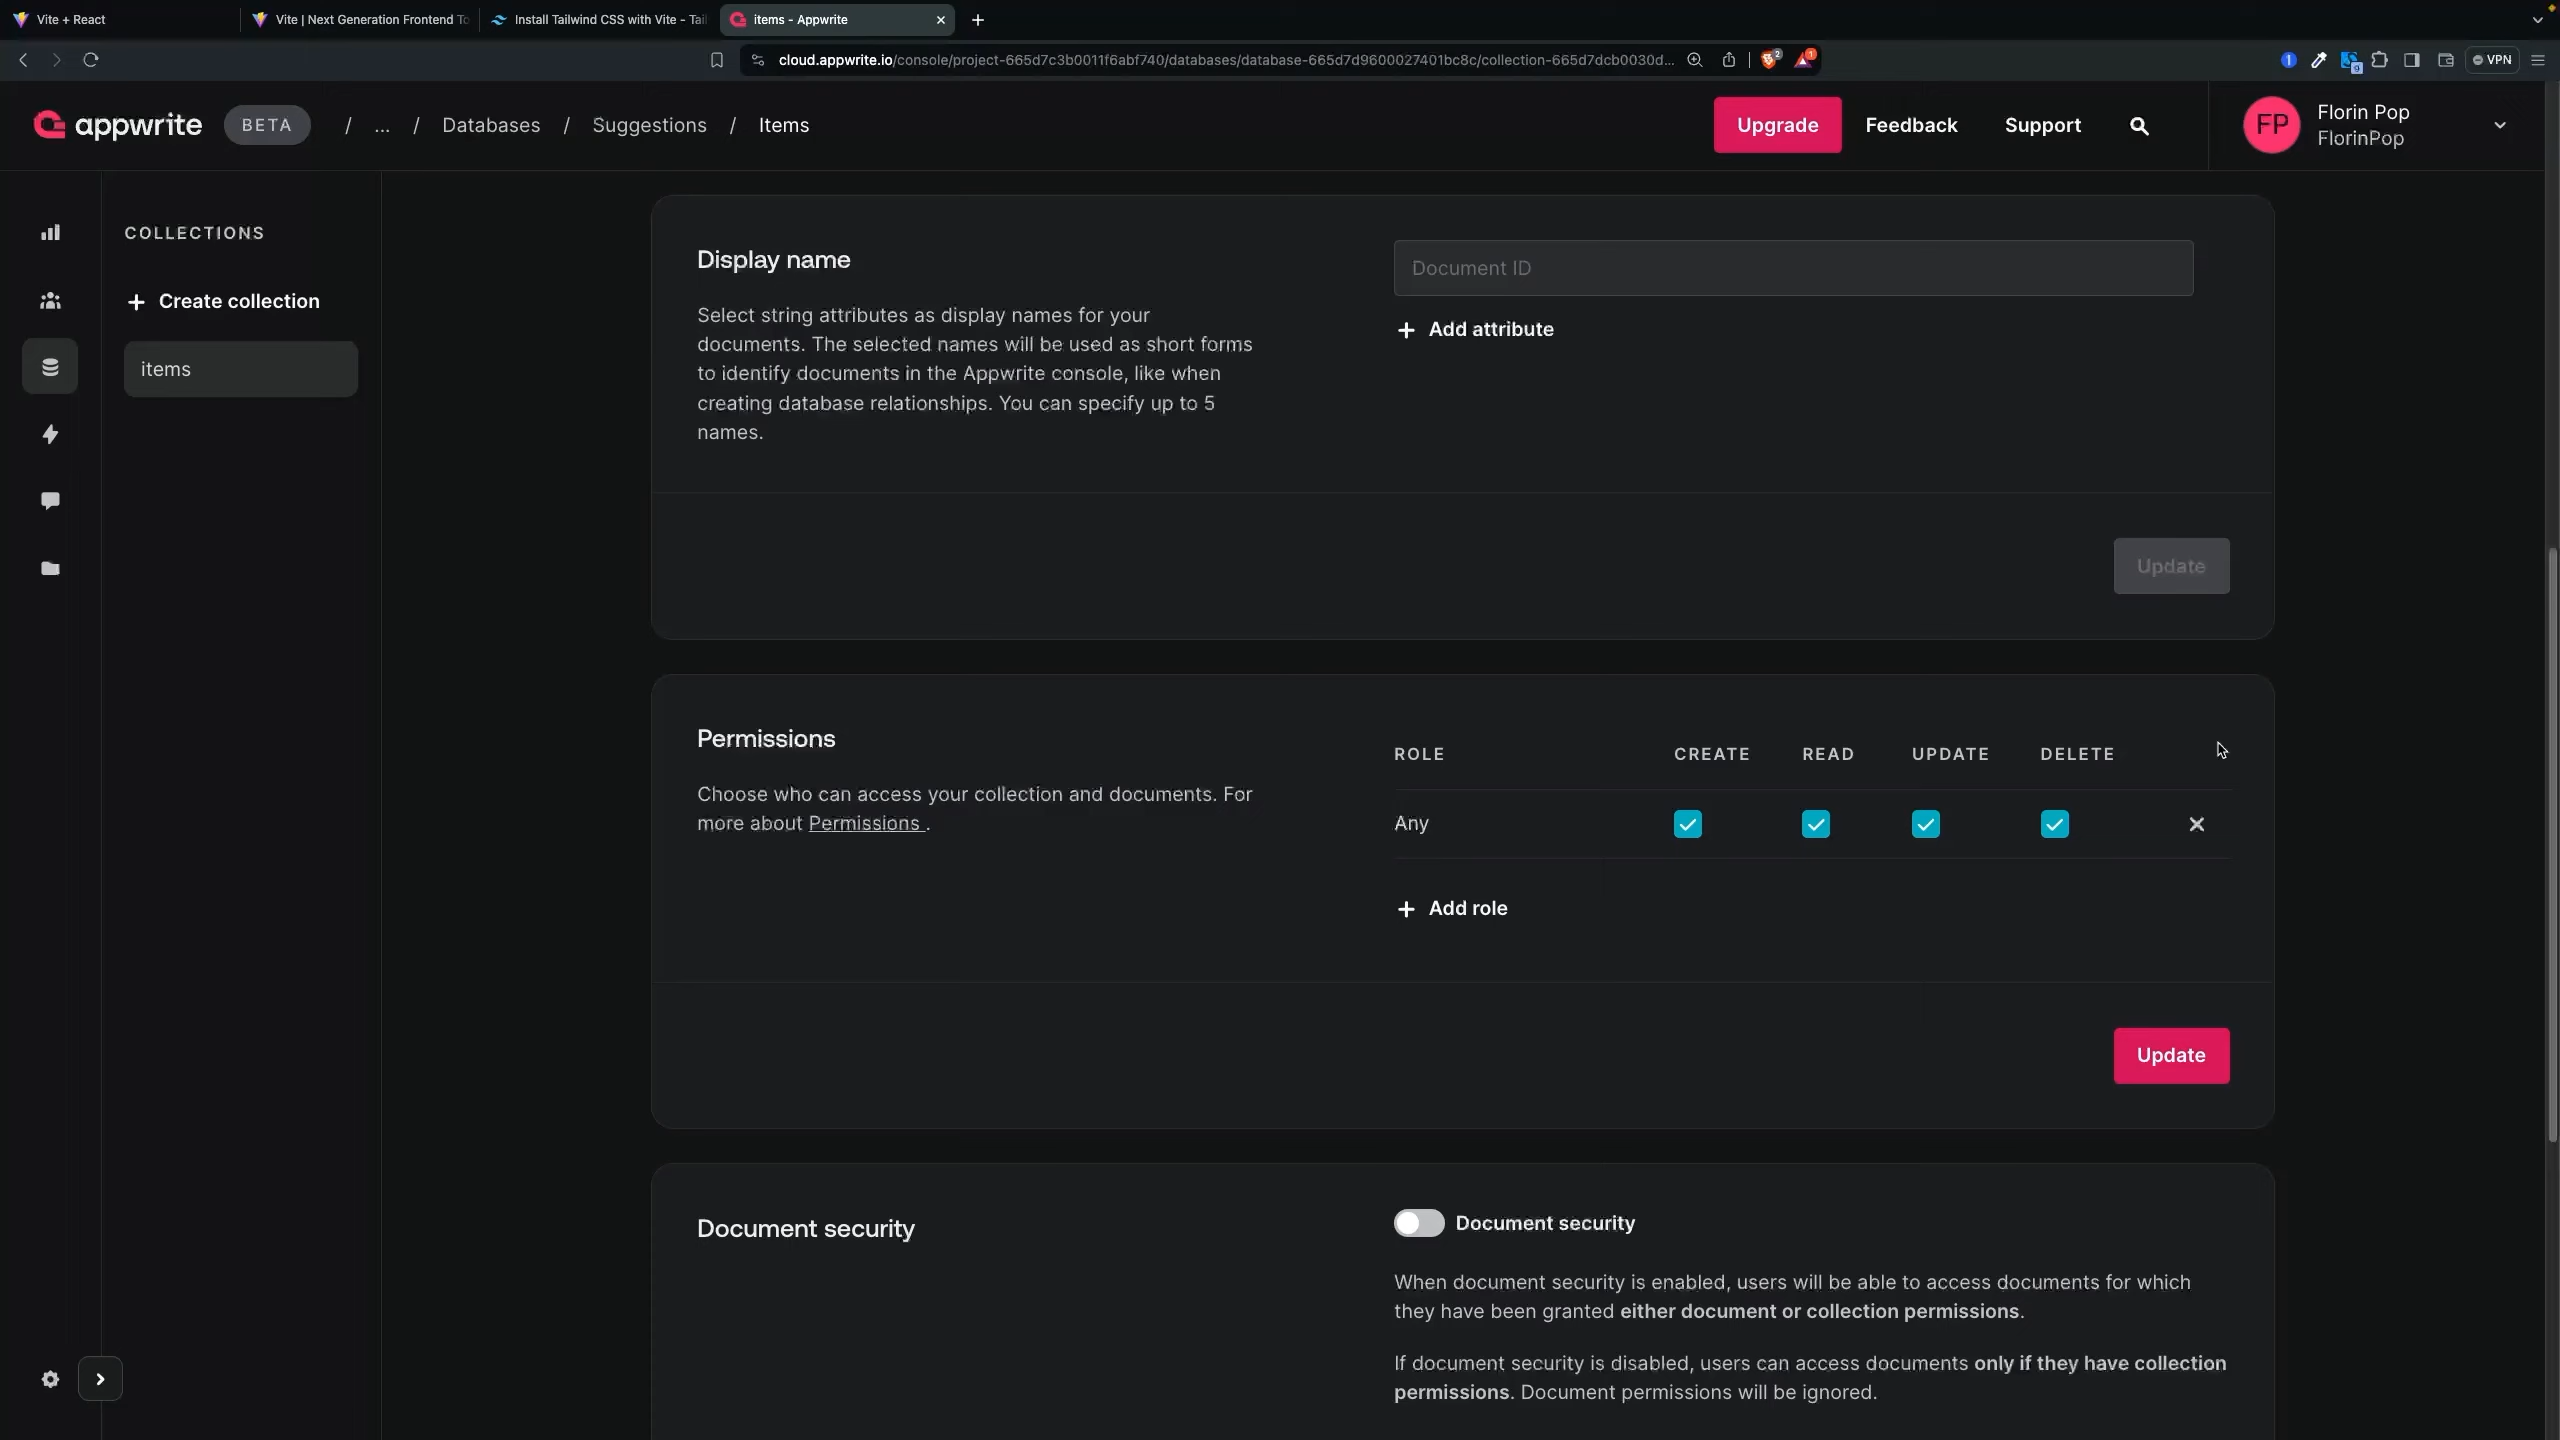 Vite + React
Vite | Next Generation Frontend To
Install Tailwind CSS with Vite - Tail
items - Appwrite
cloud.appwrite.io/console/project-665d7c3b0011f6abf740/databases/database-665d7d9600027401bc8c/collection-665d7dcb0030d...
2
1
1
9
VPN
appwrite
BETA
/ ... / Databases / Suggestions / Items
Upgrade
Feedback
Support
FP
Florin Pop
FlorinPop
COLLECTIONS
Create collection
items
Display name
Select string attributes as display names for your
documents. The selected names will be used as short forms
to identify documents in the Appwrite console, like when
creating database relationships. You can specify up to 5
names.
Document ID
Add attribute
Update
Permissions
Choose who can access your collection and documents. For
more about Permissions .
ROLE CREATE READ UPDATE DELETE
Any
Add role
Update
Document security
Document security
When document security is enabled, users will be able to access documents for which
they have been granted either document or collection permissions.
If document security is disabled, users can access documents only if they have collection
permissions. Document permissions will be ignored.